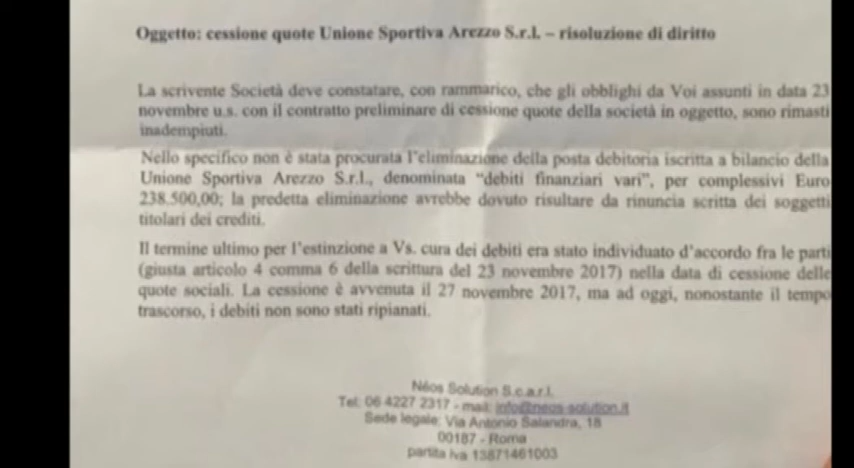 Oggetto: cessione quote Unione Sportiva Arezzo S.r.l. – risoluzione di diritto
La scrivente Società deve constatare, con rammarico, che gli obblighi da Voi assunti in data 23
novembre u.s. con il contratto preliminare di cessione quote della società in oggetto, sono rimasti
inadempiuti.
Nello specifico non è stata procurata l'eliminazione della posta debitoria iscritta a bilancio della
Unione Sportiva Arezzo S.r.l., denominata "debiti finanziari vari", per complessivi Euro
238.500,00; la predetta eliminazione avrebbe dovuto risultare da rinuncia scritta dei soggetti
titolari dei crediti.
Il termine ultimo per l'estinzione a Vs. cura dei debiti era stato individuato d'accordo fra le parti
(giusta articolo 4 comma 6 della scrittura del 23 novembre 2017) nella data di cessione delle
quote sociali. La cessione è avvenuta il 27 novembre 2017, ma ad oggi, nonostante il tempo
trascorso, i debiti non sono stati ripianati.
Néos Solution S.c.a.r.l.
Tel: 06 4227 2317 - mail: info@neos-solution.it
Sede legale: Via Antonio Salandra, 18
00187 - Roma
partita iva 13871461003